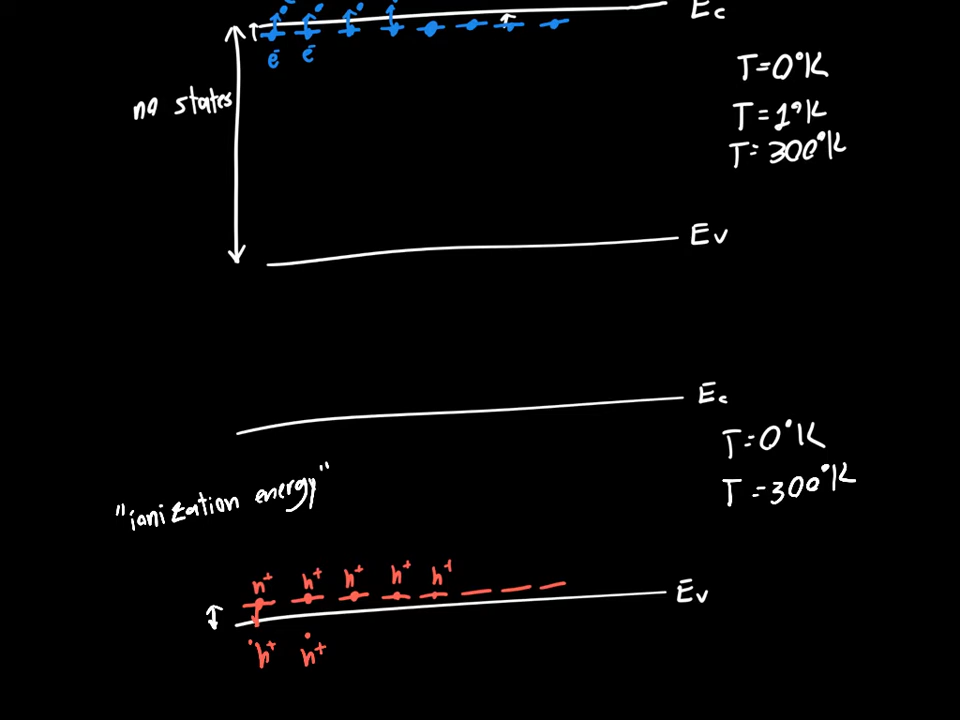 Ec
e⁻ e⁻
T=0°K
no states
T=1°K
T=300°K
Ev
Ec
T=0°K
"ionization energy"
T=300°K
h⁺ h⁺ h⁺ h⁺ h⁺
Ev
h⁺ h⁺